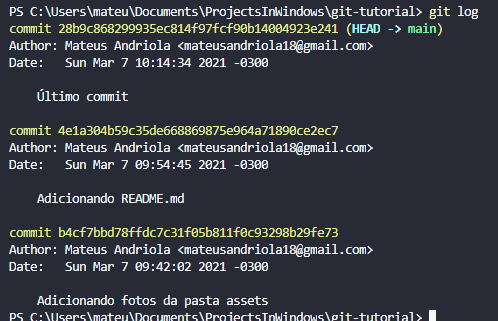 PS C:\Users\mateu\Documents\ProjectsInWindows\git-tutorial> git log
commit 28b9c868299935ec814f97fcf90b14004923e241 (HEAD -> main)
Author: Mateus Andriola <mateusandriola18@gmail.com>
Date:   Sun Mar 7 10:14:34 2021 -0300
Último commit
commit 4e1a304b59c35de668869875e964a71890ce2ec7
Author: Mateus Andriola <mateusandriola18@gmail.com>
Date:   Sun Mar 7 09:54:45 2021 -0300
Adicionando README.md
commit b4cf7bbd78ffdc7c31f05b811f0c93298b29fe73
Author: Mateus Andriola <mateusandriola18@gmail.com>
Date:   Sun Mar 7 09:42:02 2021 -0300
Adicionando fotos da pasta assets
PS C:\Users\mateu\Documents\ProjectsInWindows\git-tutorial>